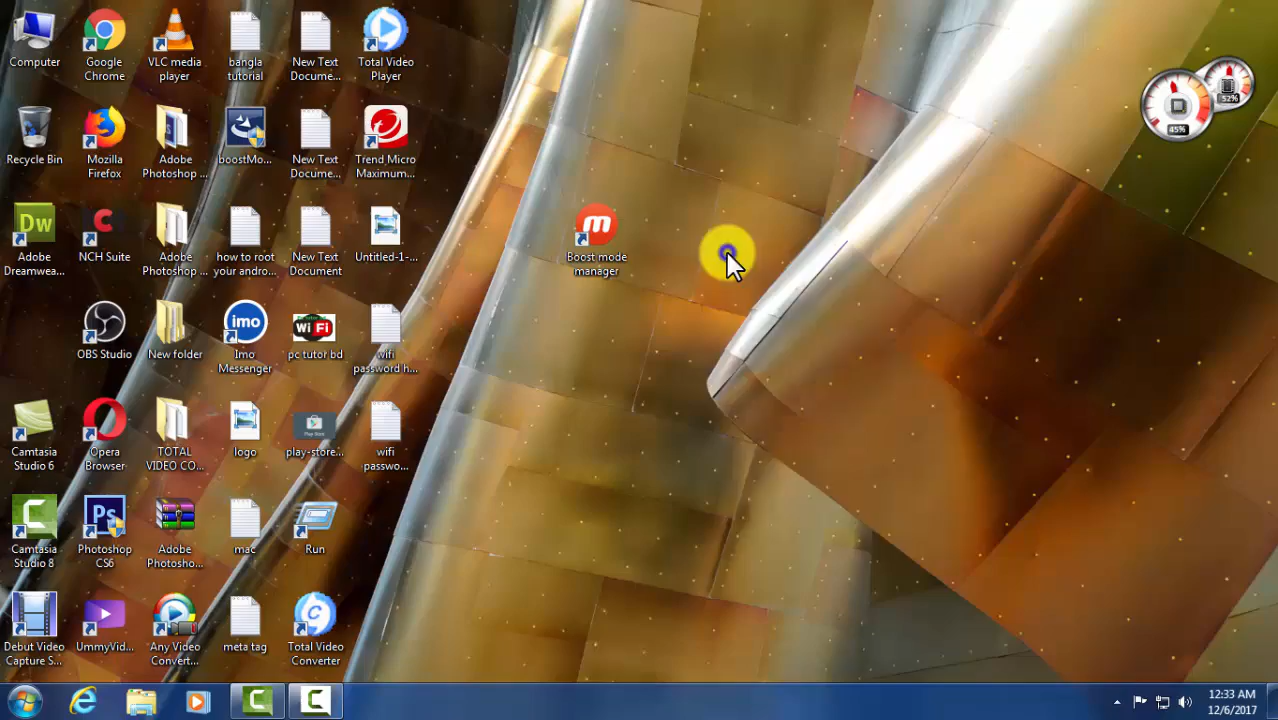 Computer
Google
Chrome
VLC media
player
bangla
tutorial
New Text
Docume...
Total Video
Player
52%
45%
Recycle Bin
Mozilla
Firefox
Adobe
Photoshop ...
boostMo...
New Text
Docume...
Trend Micro
Maximum...
Dw
Adobe
Dreamwea...
NCH Suite
Adobe
Photoshop ...
how to root
your andro...
New Text
Document
Untitled-1-...
m
Boost mode
manager
OBS Studio
New folder
imo
Imo
Messenger
WiFi
pc tutor bd
wifi
password h...
Camtasia
Studio 6
Opera
Browser
TOTAL
VIDEO CO...
logo
Play Store
play-store...
wifi
passwo...
Camtasia
Studio 8
Ps
Photoshop
CS6
Adobe
Photosho...
mac
Run
Debut Video
Capture S...
UmmyVid...
Any Video
Convert...
meta tag
Total Video
Converter
12:33 AM
12/6/2017